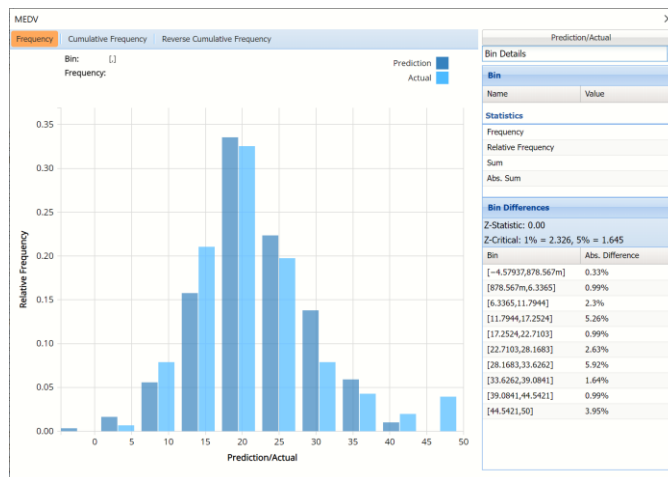 MEDV
Frequency Cumulative Frequency Reverse Cumulative Frequency
Bin: [,]
Frequency:
Prediction
Actual
0.35
0.30
0.25
0.20
0.15
0.10
0.05
0.00
Relative Frequency
0 5 10 15 20 25 30 35 40 45 50
Prediction/Actual
Prediction/Actual
Bin Details
Bin
Name Value
Statistics
Frequency
Relative Frequency
Sum
Abs. Sum
Bin Differences
Z-Statistic: 0.00
Z-Critical: 1% = 2.326, 5% = 1.645
Bin Abs. Difference
[−4.57937,878.567m] 0.33%
[878.567m,6.3365] 0.99%
[6.3365,11.7944] 2.3%
[11.7944,17.2524] 5.26%
[17.2524,22.7103] 0.99%
[22.7103,28.1683] 2.63%
[28.1683,33.6262] 5.92%
[33.6262,39.0841] 1.64%
[39.0841,44.5421] 0.99%
[44.5421,50] 3.95%